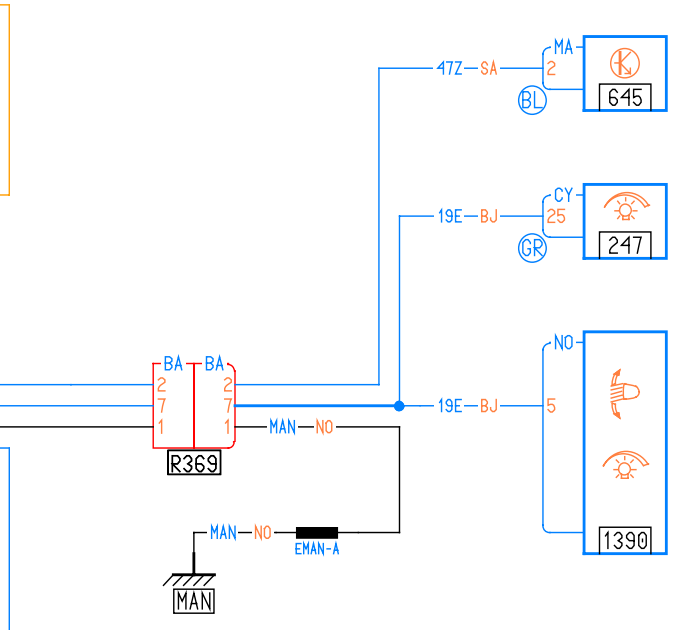 MA
47Z SA 2
BL 645
CY
19E BJ 25
GR 247
NO
BA BA
2 2
7 7 19E BJ 5
1 1 MAN NO
R369
MAN NO
EMAN-A
1390
MAN